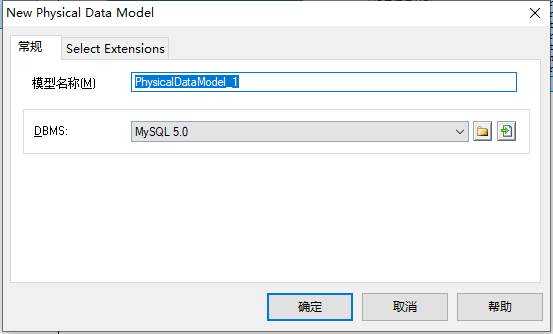 New Physical Data Model
常规
Select Extensions
模型名称(M)
PhysicalDataModel_1
DBMS:
MySQL 5.0
确定
取消
帮助